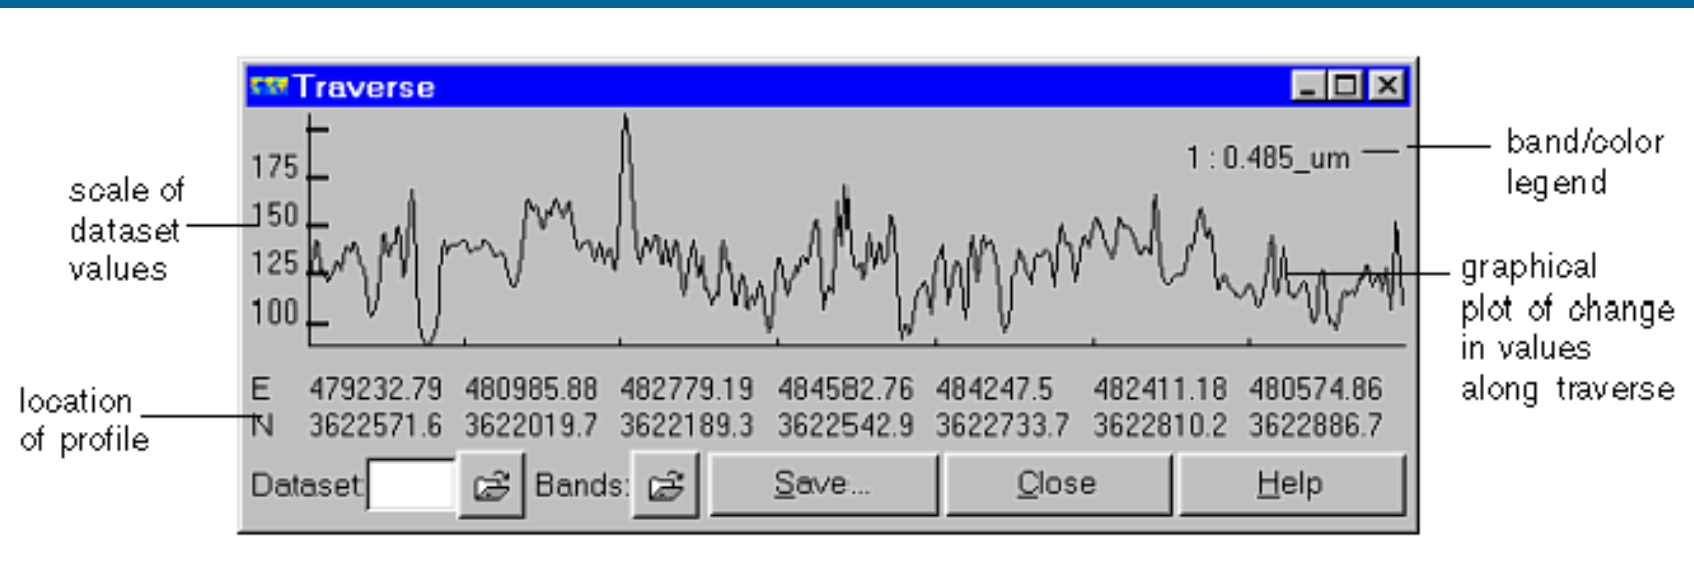 Traverse
175
150
125
100
1 : 0.485_um
scale of
dataset
values
band/color
legend
graphical
plot of change
in values
along traverse
location
of profile
E 479232.79 480985.88 482779.19 484582.76 484247.5 482411.18 480574.86
N 3622571.6 3622019.7 3622189.3 3622542.9 3622733.7 3622810.2 3622886.7
Dataset: Bands: Save... Close Help